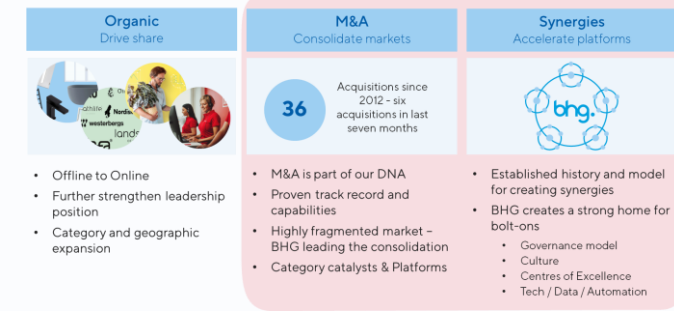 Organic
Drive share
M&A
Consolidate markets
Synergies
Accelerate platforms
Nordis
westerbergs
lands
36
Acquisitions since
2012 - six
acquisitions in last
seven months
bhg.
• Offline to Online
• Further strengthen leadership
position
• Category and geographic
expansion
• M&A is part of our DNA
• Proven track record and
capabilities
• Highly fragmented market –
BHG leading the consolidation
• Category catalysts & Platforms
• Established history and model
for creating synergies
• BHG creates a strong home for
bolt-ons
• Governance model
• Culture
• Centres of Excellence
• Tech / Data / Automation